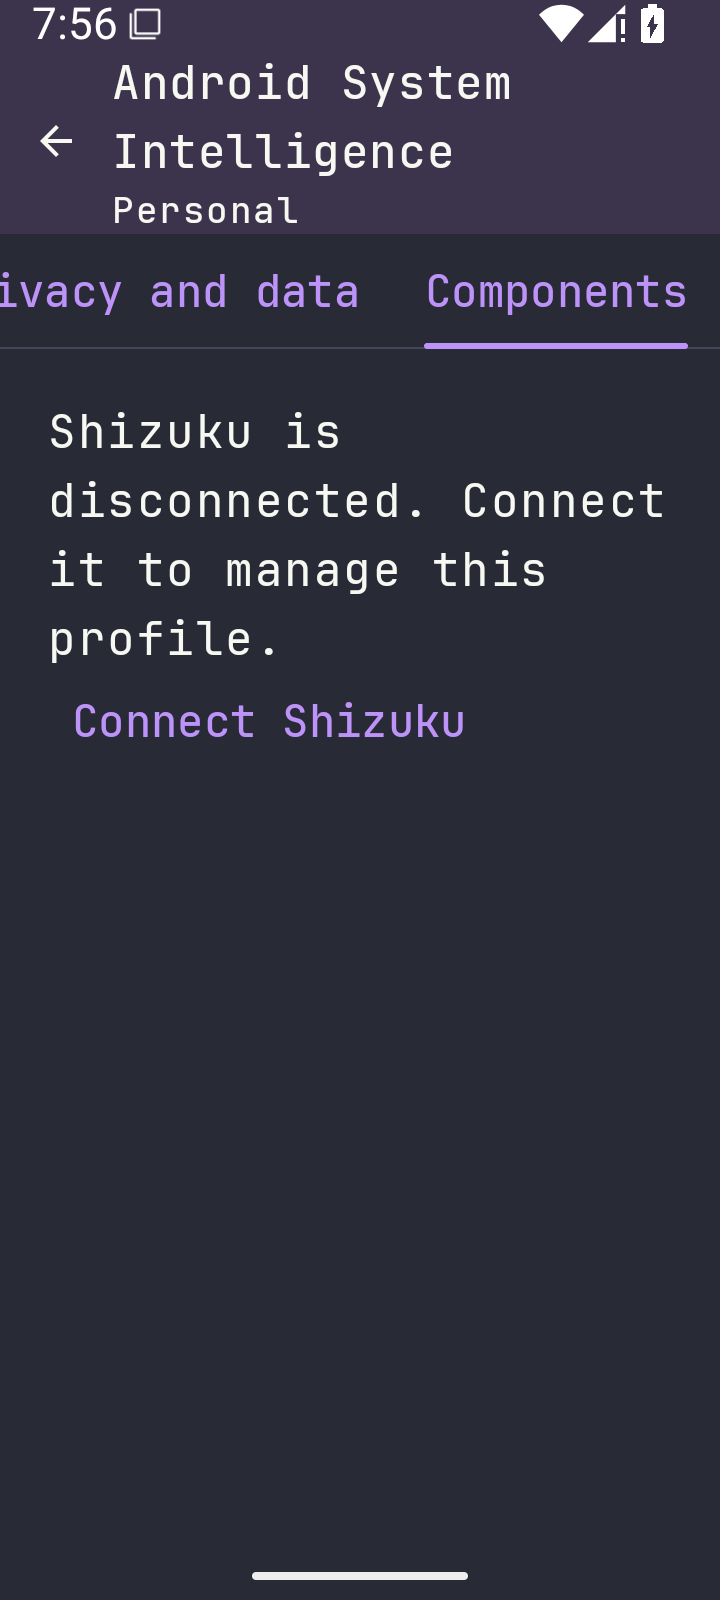 7:56
Android System
Intelligence
Personal
ivacy and data
Components
Shizuku is
disconnected. Connect
it to manage this
profile.
Connect Shizuku